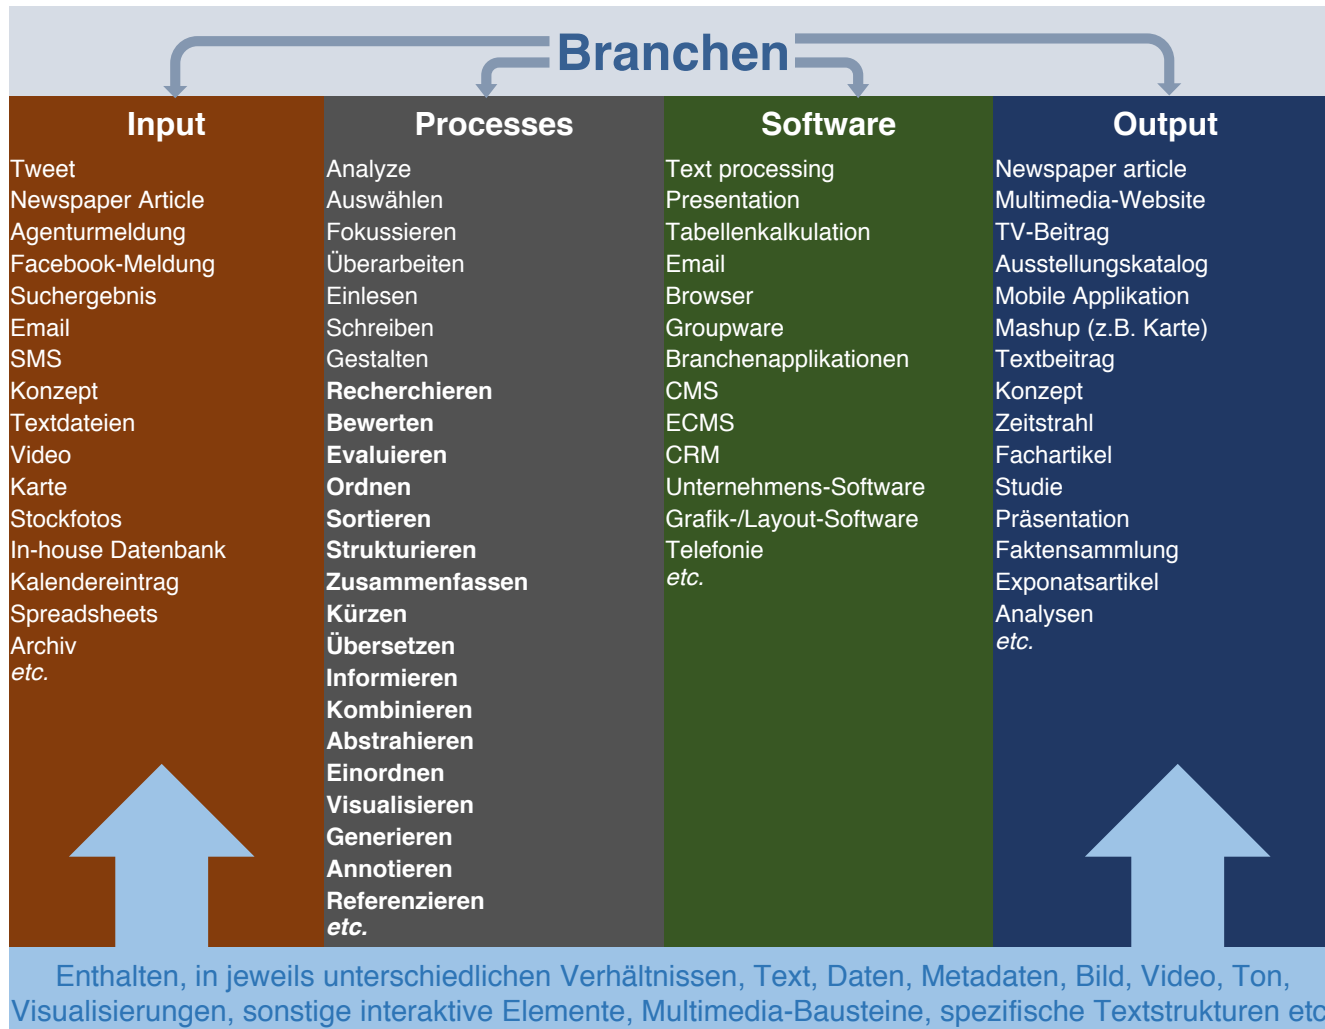 Branchen
Input
Tweet
Newspaper Article
Agenturmeldung
Facebook-Meldung
Suchergebnis
Email
SMS
Konzept
Textdateien
Video
Karte
Stockfotos
In-house Datenbank
Kalendereintrag
Spreadsheets
Archiv
etc.
Processes
Analyze
Auswählen
Fokussieren
Überarbeiten
Einlesen
Schreiben
Gestalten
Recherchieren
Bewerten
Evaluieren
Ordnen
Sortieren
Strukturieren
Zusammenfassen
Kürzen
Übersetzen
Informieren
Kombinieren
Abstrahieren
Einordnen
Visualisieren
Generieren
Annotieren
Referenzieren
etc.
Software
Text processing
Presentation
Tabellenkalkulation
Email
Browser
Groupware
Branchenapplikationen
CMS
ECMS
CRM
Unternehmens-Software
Grafik-/Layout-Software
Telefonie
etc.
Output
Newspaper article
Multimedia-Website
TV-Beitrag
Ausstellungskatalog
Mobile Applikation
Mashup (z.B. Karte)
Textbeitrag
Konzept
Zeitstrahl
Fachartikel
Studie
Präsentation
Faktensammlung
Exponatsartikel
Analysen
etc.
Enthalten, in jeweils unterschiedlichen Verhältnissen, Text, Daten, Metadaten, Bild, Video, Ton,
Visualisierungen, sonstige interaktive Elemente, Multimedia-Bausteine, spezifische Textstrukturen etc